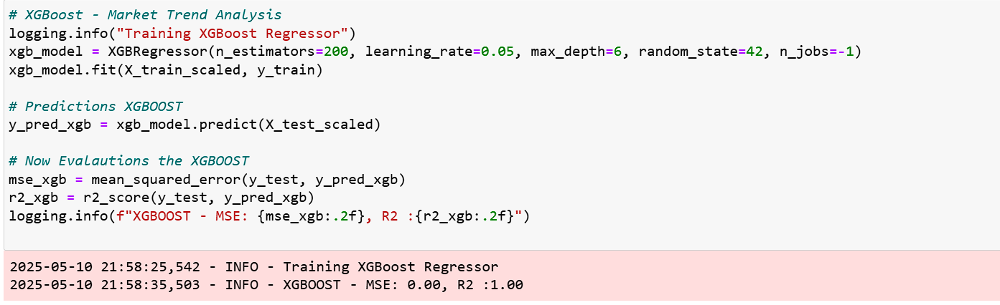 # XGBoost - Market Trend Analysis
logging.info("Training XGBoost Regressor")
xgb_model = XGBRegressor(n_estimators=200, learning_rate=0.05, max_depth=6, random_state=42, n_jobs=-1)
xgb_model.fit(X_train_scaled, y_train)
# Predictions XGBOOST
y_pred_xgb = xgb_model.predict(X_test_scaled)
# Now Evalautions the XGBOOST
mse_xgb = mean_squared_error(y_test, y_pred_xgb)
r2_xgb = r2_score(y_test, y_pred_xgb)
logging.info(f"XGBOOST - MSE: {mse_xgb:.2f}, R2 :{r2_xgb:.2f}")
2025-05-10 21:58:25,542 - INFO - Training XGBoost Regressor
2025-05-10 21:58:35,503 - INFO - XGBOOST - MSE: 0.00, R2 :1.00